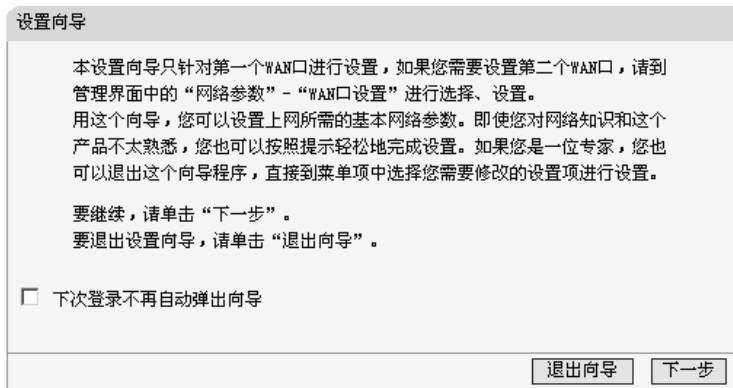 设置向导
本设置向导只针对第一个WAN口进行设置，如果您需要设置第二个WAN口，请到
管理界面中的“网络参数”-“WAN口设置”进行选择、设置。
用这个向导，您可以设置上网所需的基本网络参数。即使您对网络知识和这个
产品不太熟悉，您也可以按照提示轻松地完成设置。如果您是一位专家，您也
可以退出这个向导程序，直接到菜单项中选择您需要修改的设置项进行设置。
要继续，请单击“下一步”。
要退出设置向导，请单击“退出向导”。
下次登录不再自动弹出向导
退出向导 下一步